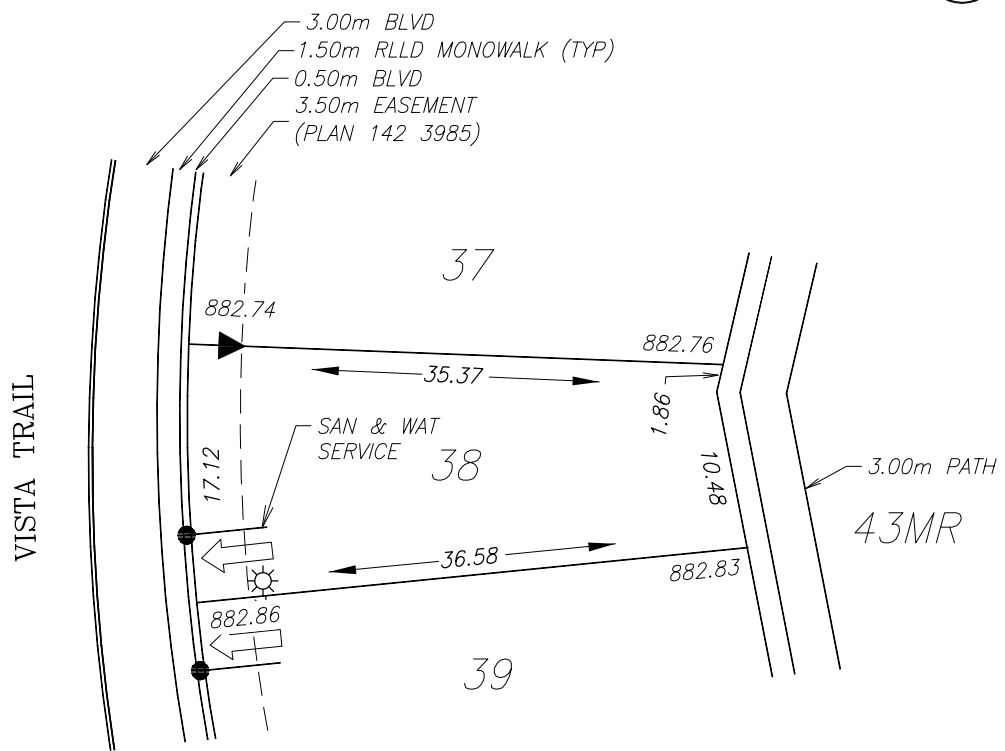 3.00m BLVD
1.50m RLLD MONOWALK (TYP)
0.50m BLVD
3.50m EASEMENT
(PLAN 142 3985)
37
882.74
882.76
35.37
1.86
VISTA TRAIL
SAN & WAT
SERVICE
17.12
38
10.48
3.00m PATH
43MR
36.58
882.83
882.86
39